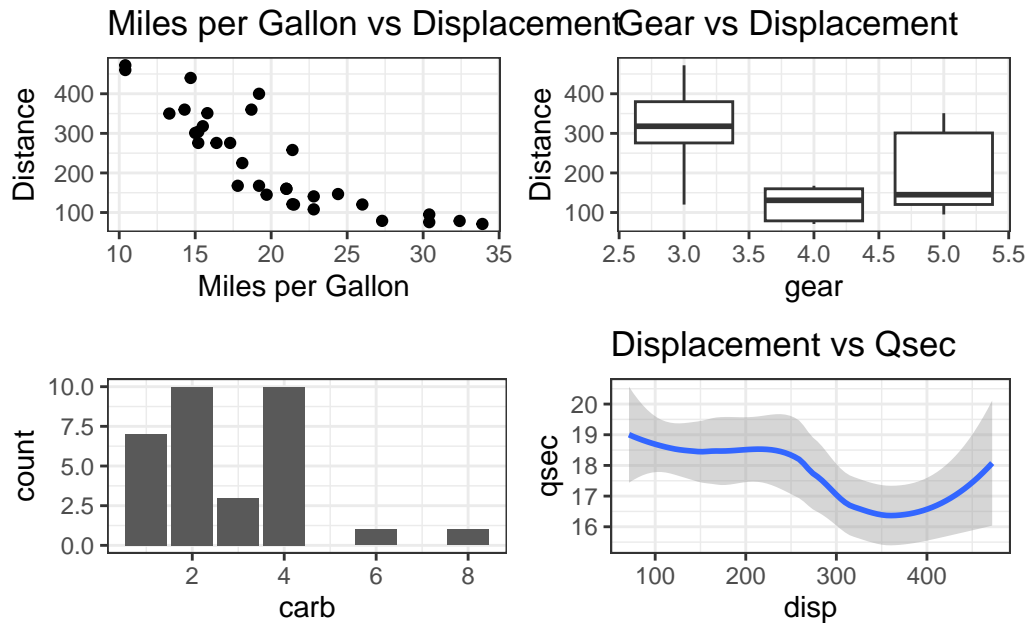 Miles per Gallon vs Displacement
Distance
400
300
200
100
10 15 20 25 30 35
Miles per Gallon
Gear vs Displacement
Distance
400
300
200
100
2.5 3.0 3.5 4.0 4.5 5.0 5.5
gear
count
10.0
7.5
5.0
2.5
0.0
2 4 6 8
carb
Displacement vs Qsec
qsec
20
19
18
17
16
100 200 300 400
disp